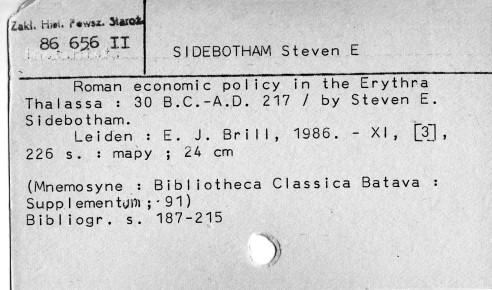 Zakł. Hist. Powsz. Staroż.
86 656 II
SIDEBOTHAM Steven E
Roman economic policy in the Erythra
Thalassa : 30 B.C.-A.D. 217 / by Steven E.
Sidebotham.
Leiden : E. J. Brill, 1986. - XI, [3],
226 s. : mapy ; 24 cm
(Mnemosyne : Bibliotheca Classica Batava :
Supplementum ; 91)
Bibliogr. s. 187-215